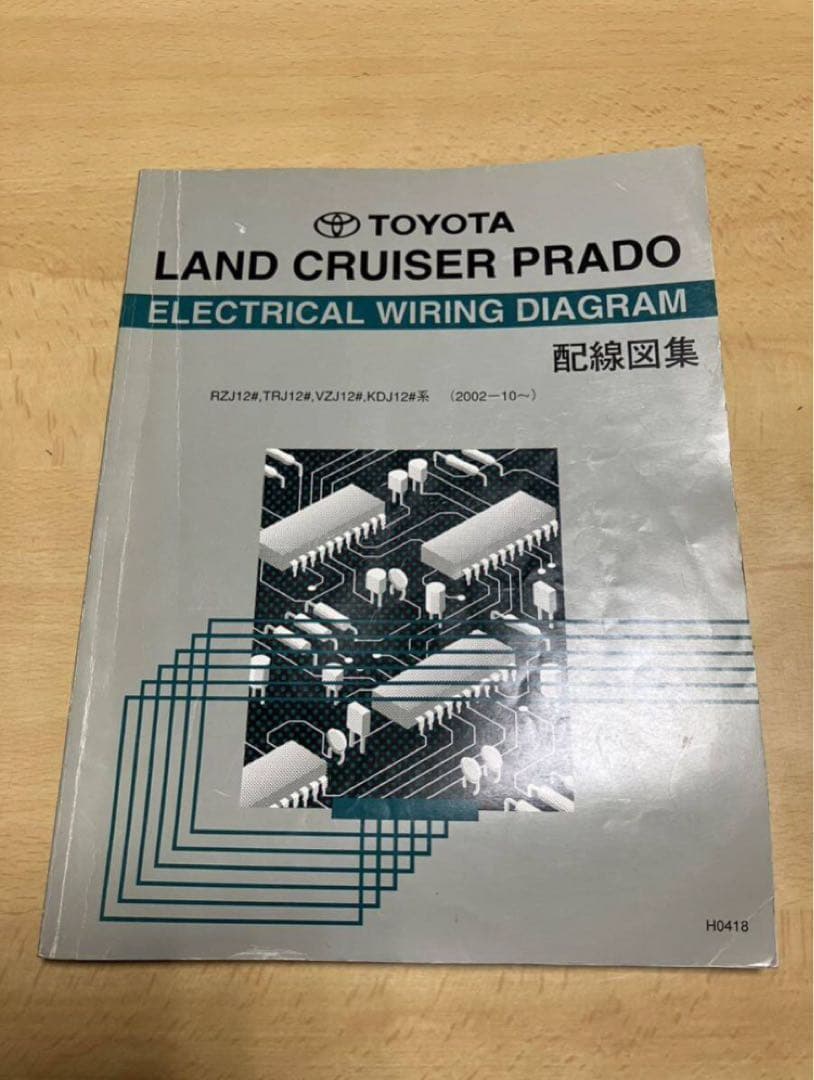 TOYOTA
LAND CRUISER PRADO
ELECTRICAL WIRING DIAGRAM
配線図集
RZJ12#,TRJ12#,VZJ12#,KDJ12#系 （2002－10～）
H0418